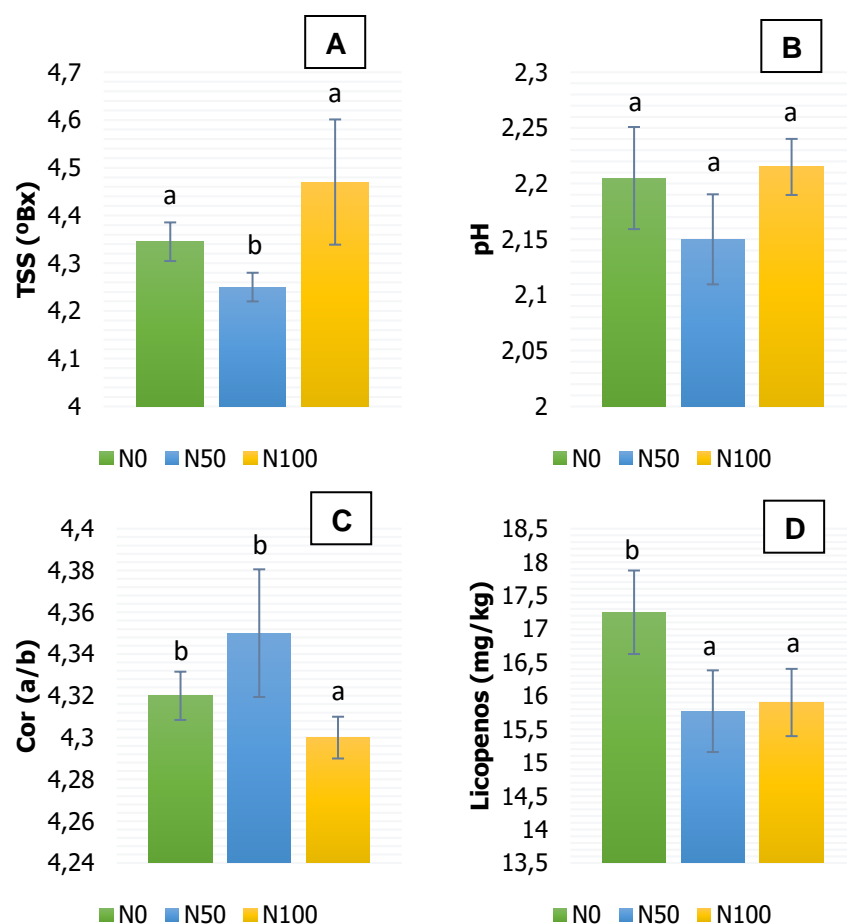 A
TSS (ºBx)
4,7
4,6
4,5
4,4
4,3
4,2
4,1
4
a
b
a
N0 N50 N100
B
pH
2,3
2,25
2,2
2,15
2,1
2,05
2
a
a
a
N0 N50 N100
C
Cor (a/b)
4,4
4,38
4,36
4,34
4,32
4,3
4,28
4,26
4,24
b
b
a
N0 N50 N100
D
Licopenos (mg/kg)
18,5
18
17,5
17
16,5
16
15,5
15
14,5
14
13,5
b
a
a
N0 N50 N100